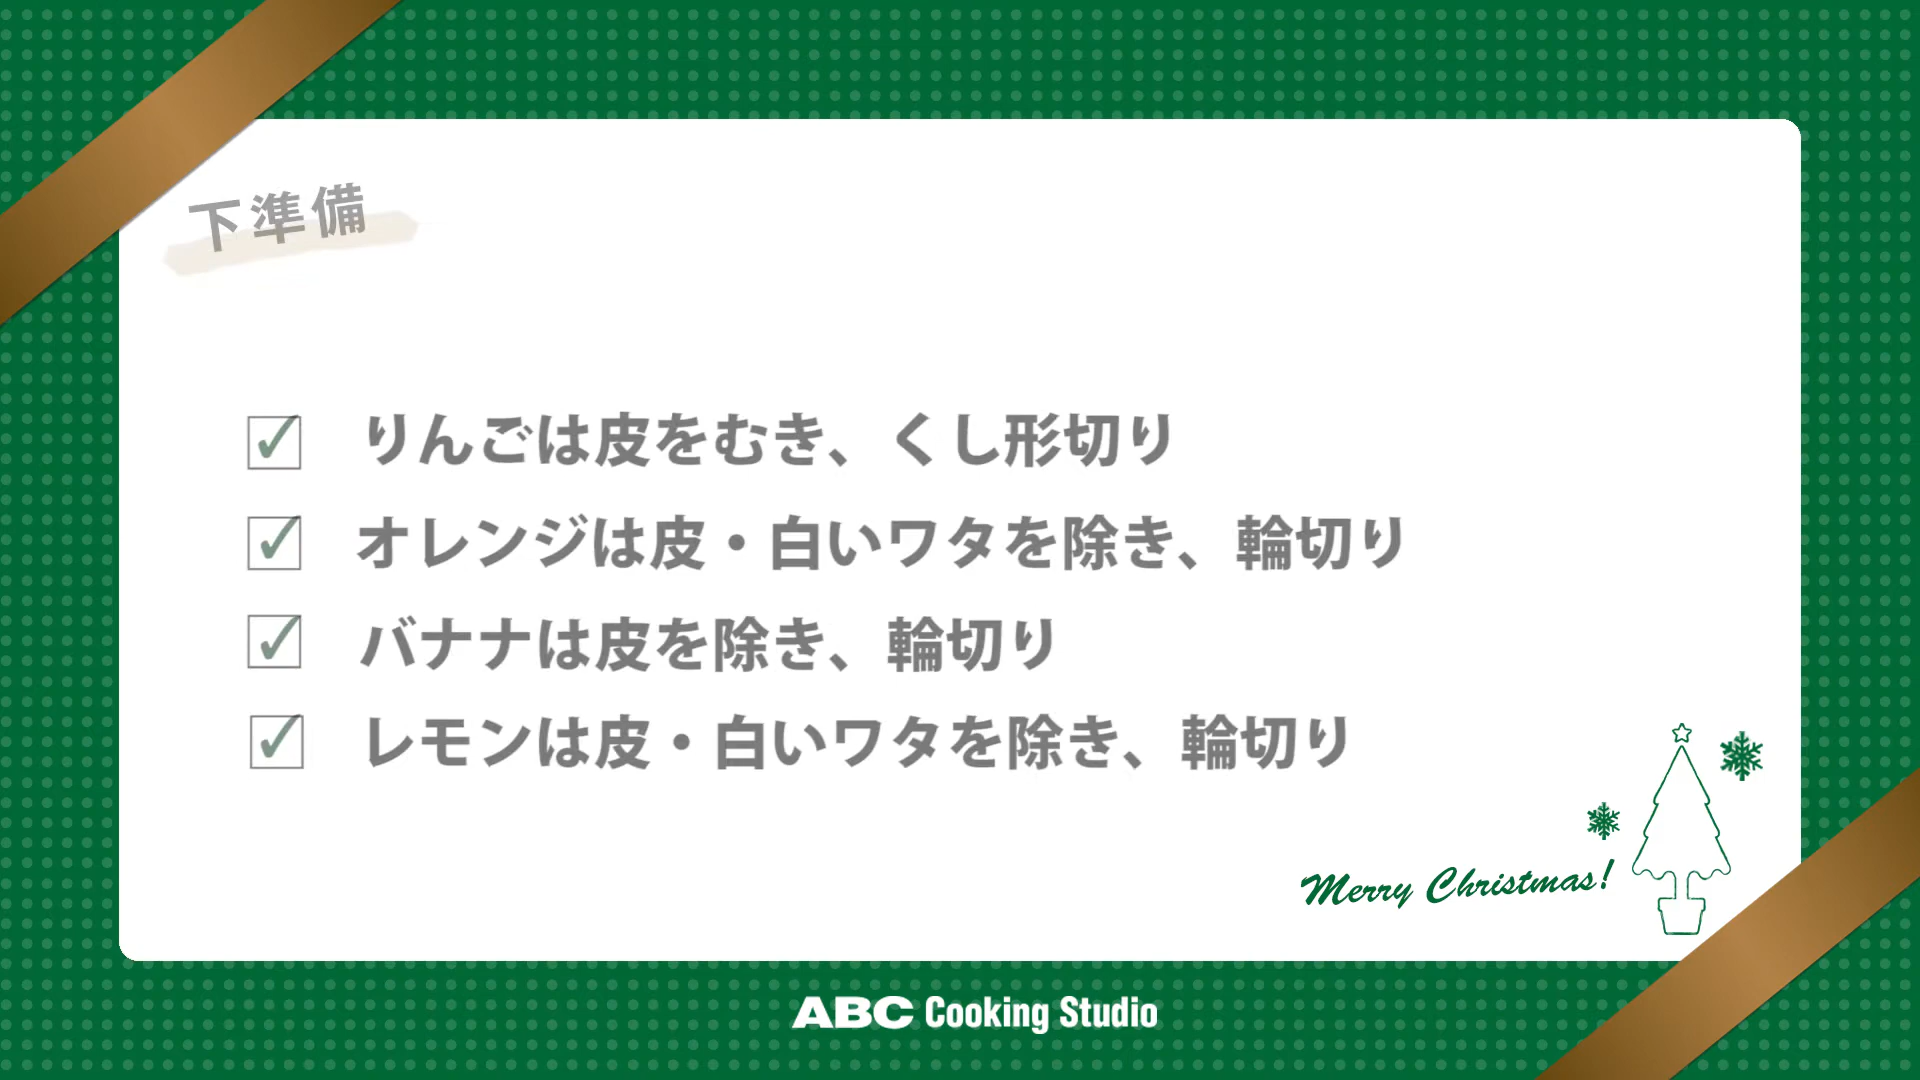 下準備
りんごは皮をむき、くし形切り
オレンジは皮・白いワタを除き、輪切り
バナナは皮を除き、輪切り
レモンは皮・白いワタを除き、輪切り
Merry Christmas!
ABC Cooking Studio